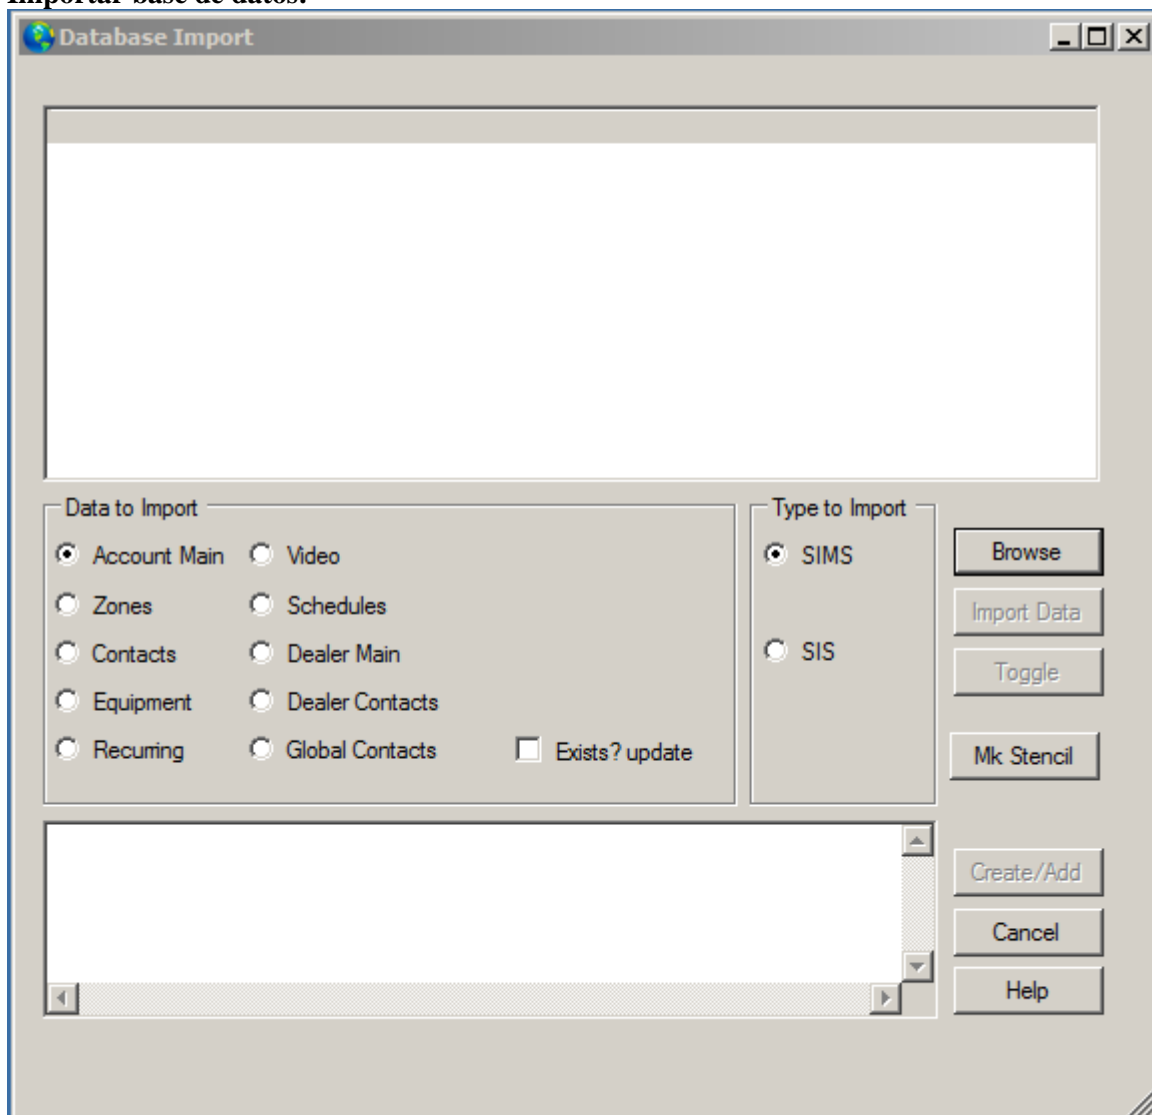 Importar base de datos.
Database Import
Data to Import
Type to Import
Account Main
Video
SIMS
Browse
Zones
Schedules
Import Data
Contacts
Dealer Main
SIS
Toggle
Equipment
Dealer Contacts
Recurring
Global Contacts
Exists? update
Mk Stencil
Create/Add
Cancel
Help